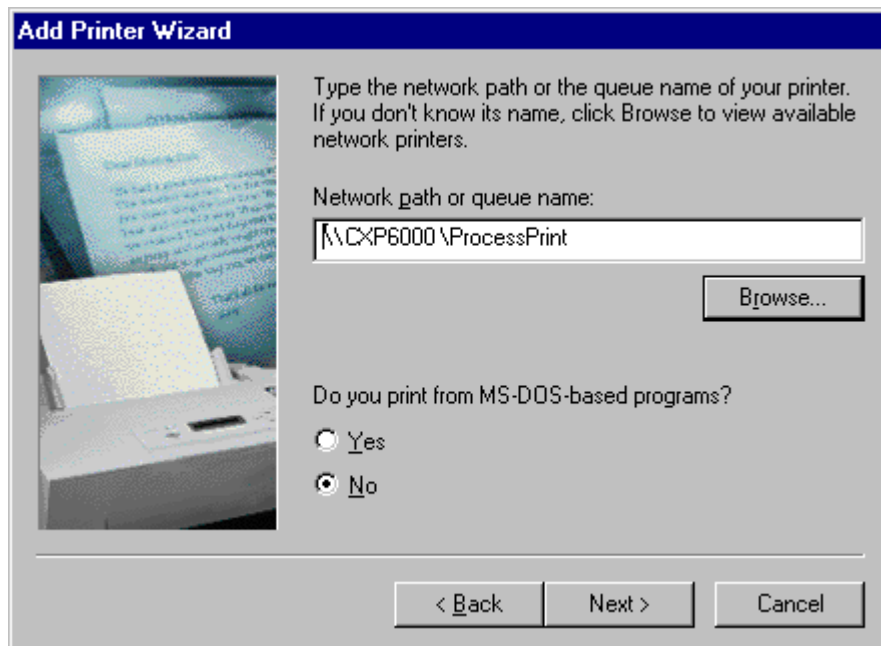 Add Printer Wizard
Type the network path or the queue name of your printer.
If you don't know its name, click Browse to view available
network printers.
Network path or queue name:
\\CXP6000\ProcessPrint
Browse...
Do you print from MS-DOS-based programs?
Yes
No
< Back
Next >
Cancel